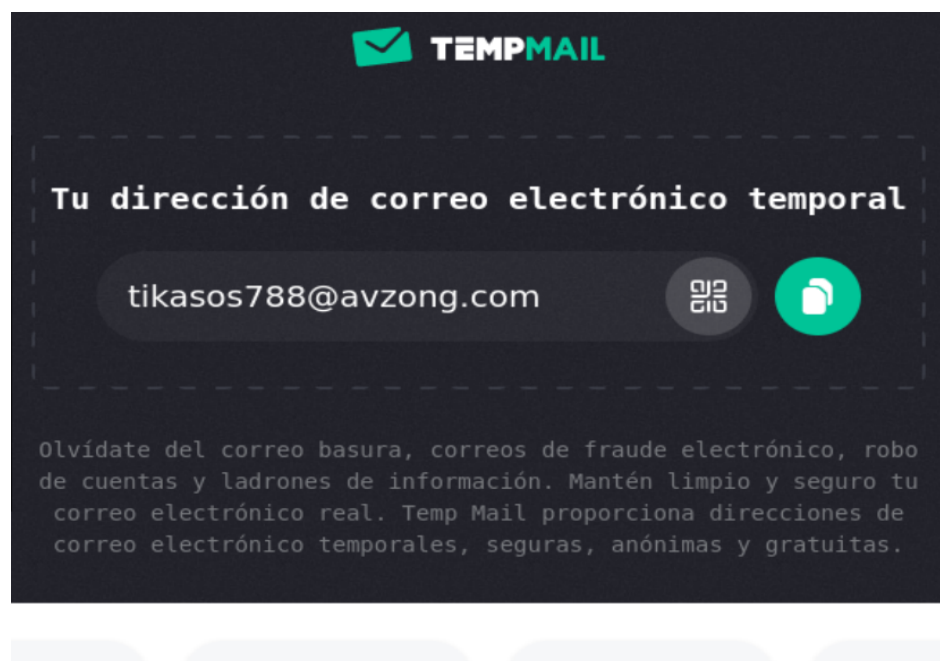 TEMPMAIL
Tu dirección de correo electrónico temporal
tikasos788@avzong.com
Olvídate del correo basura, correos de fraude electrónico, robo
de cuentas y ladrones de información. Mantén limpio y seguro tu
correo electrónico real. Temp Mail proporciona direcciones de
correo electrónico temporales, seguras, anónimas y gratuitas.